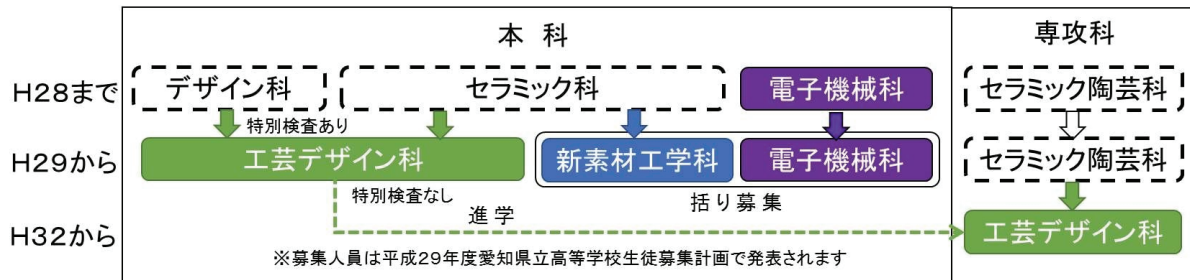 本 科
専攻科
H28まで
デザイン科
セラミック科
電子機械科
セラミック陶芸科
特別検査あり
H29から
工芸デザイン科
新素材工学科
電子機械科
セラミック陶芸科
特別検査なし
進 学
括 り 募 集
H32から
工芸デザイン科
※募集人員は平成29年度愛知県立高等学校生徒募集計画で発表されます